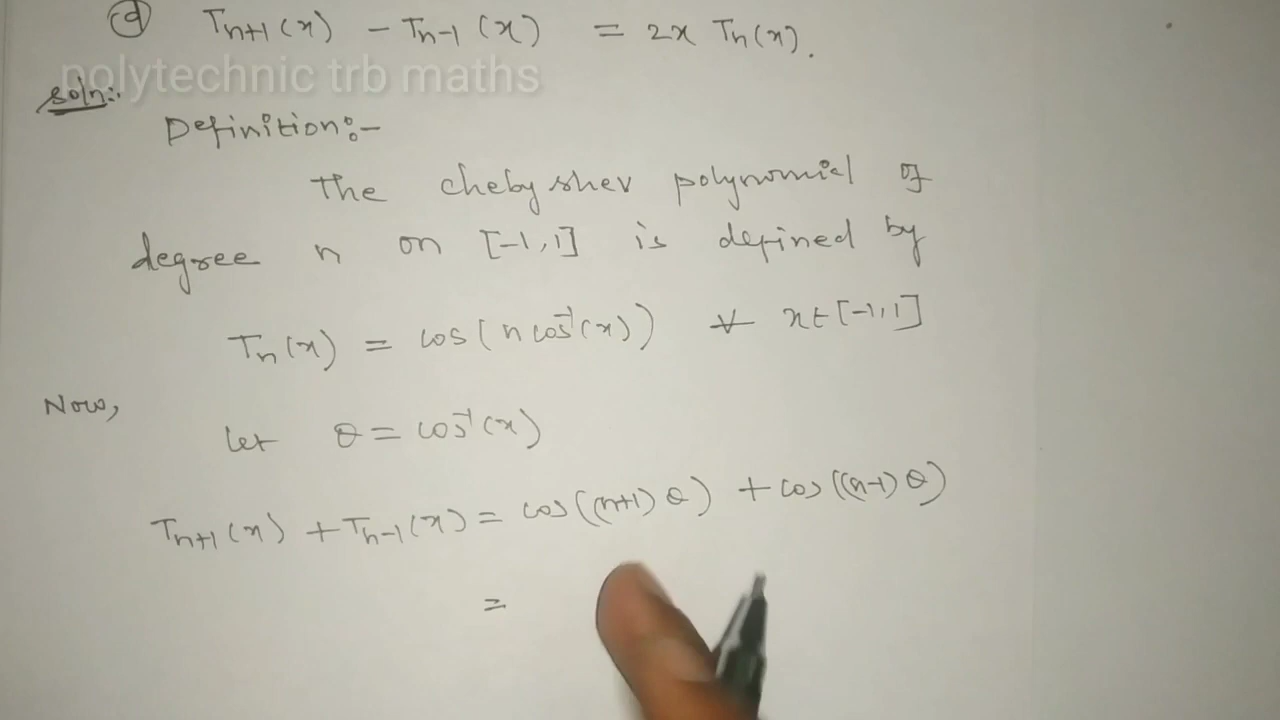 (d) Tn+1(x) - Tn-1(x) = 2x Tn(x).
polytechnic trb maths
Soln:.
Definition:-
The chebyshev polynomial of
degree n on [-1,1] is defined by
Tn(x) = cos(n cos⁻¹(x)) ∀ x∈[-1,1]
Now,
Let θ = cos⁻¹(x)
Tn+1(x) + Tn-1(x) = cos((n+1)θ) + cos((n-1)θ)
=